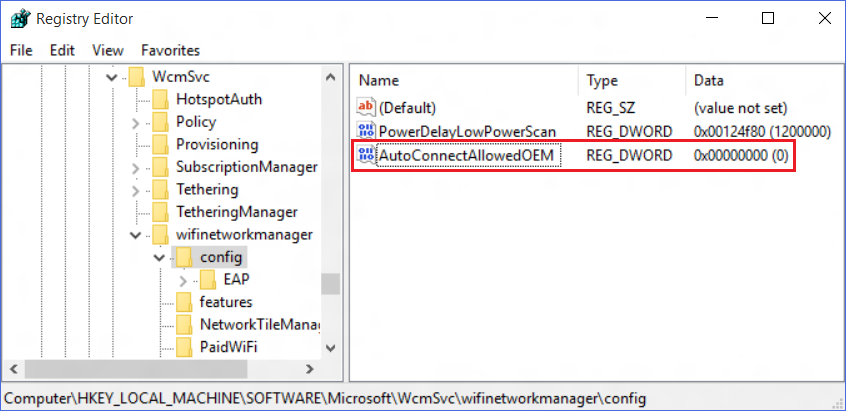 Registry Editor
File Edit View Favorites
WcmSvc
HotspotAuth
Policy
Provisioning
SubscriptionManager
Tethering
TetheringManager
wifinetworkmanager
config
EAP
features
NetworkTileMana
PaidWiFi
Name Type Data
ab (Default) REG_SZ (value not set)
PowerDelayLowPowerScan REG_DWORD 0x00124f80 (1200000)
AutoConnectAllowedOEM REG_DWORD 0x00000000 (0)
Computer\HKEY_LOCAL_MACHINE\SOFTWARE\Microsoft\WcmSvc\wifinetworkmanager\config